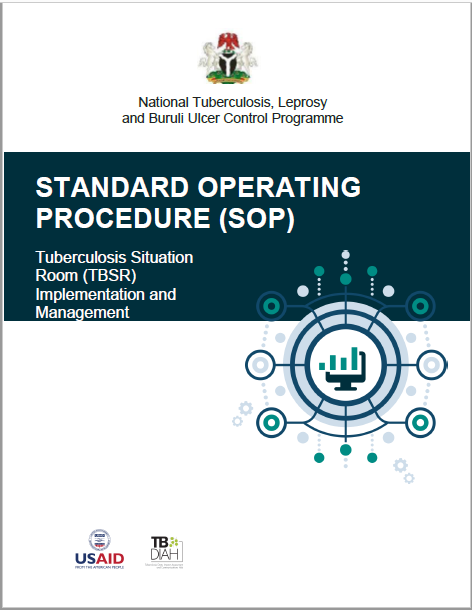 National Tuberculosis, Leprosy
and Buruli Ulcer Control Programme
STANDARD OPERATING
PROCEDURE (SOP)
Tuberculosis Situation
Room (TBSR)
Implementation and
Management
USAID
FROM THE AMERICAN PEOPLE
TB
DIAH